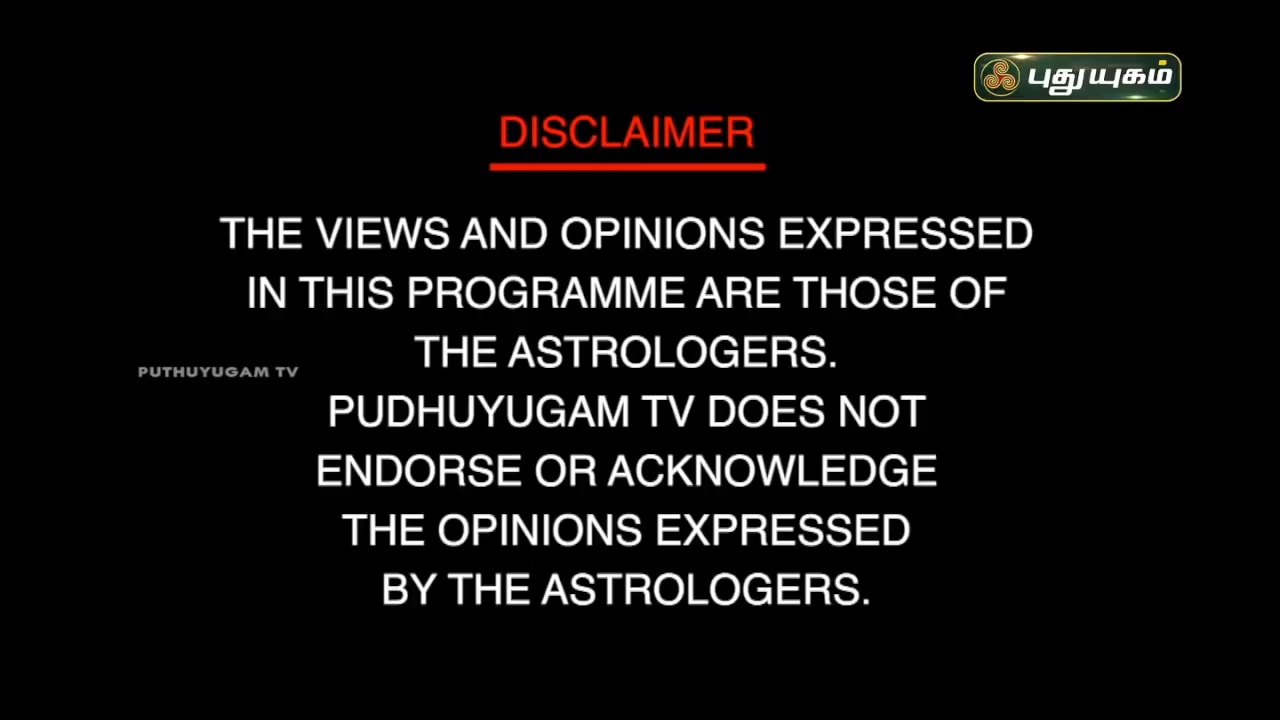 புதுயுகம்
DISCLAIMER
THE VIEWS AND OPINIONS EXPRESSED
IN THIS PROGRAMME ARE THOSE OF
THE ASTROLOGERS.
PUTHUYUGAM TV
PUDHUYUGAM TV DOES NOT
ENDORSE OR ACKNOWLEDGE
THE OPINIONS EXPRESSED
BY THE ASTROLOGERS.